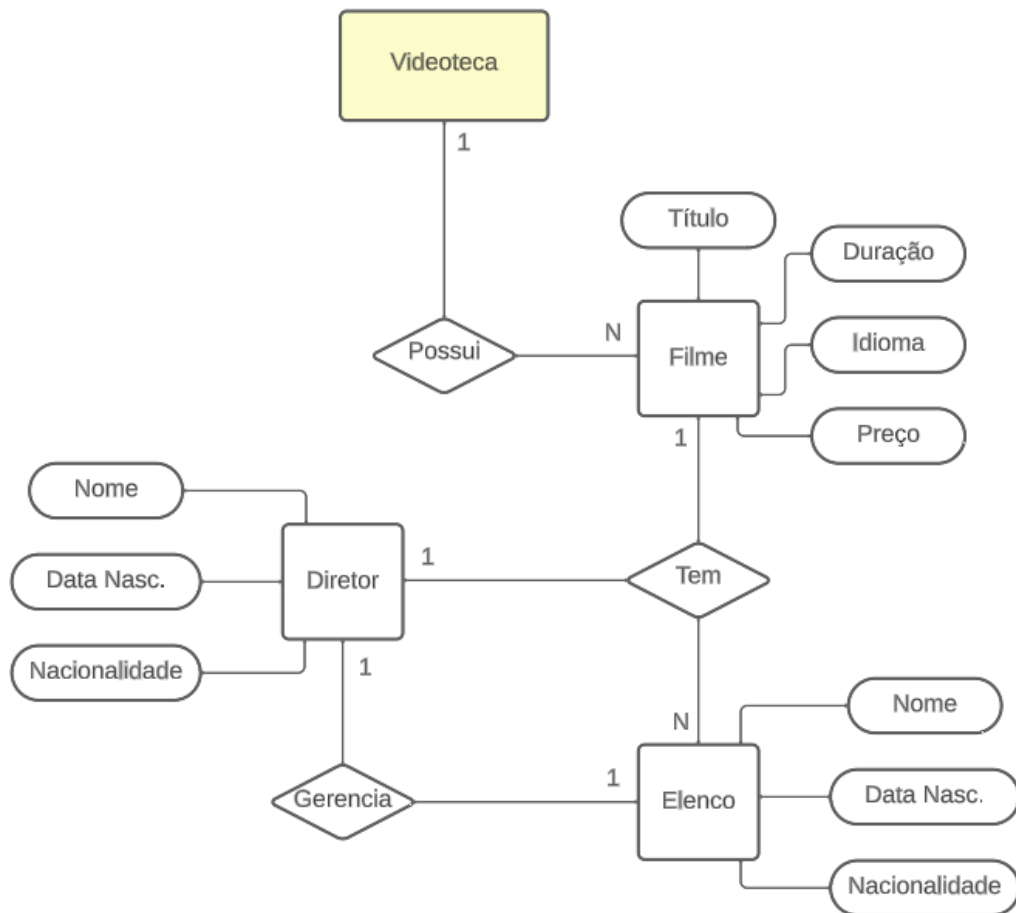 Videoteca
1
Título
Duração
N
Possui
Filme
Idioma
1
Preço
Nome
1
Data Nasc.
Diretor
Tem
Nacionalidade
1
N
Nome
1
Gerencia
Elenco
Data Nasc.
Nacionalidade